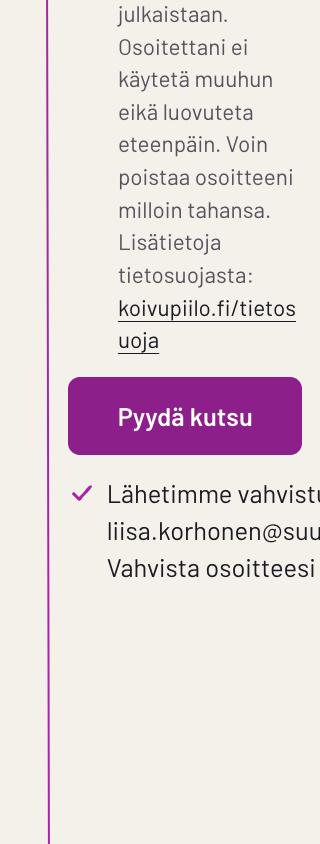 julkaistaan.
Osoitettani ei
käytetä muuhun
eikä luovuteta
eteenpäin. Voin
poistaa osoitteeni
milloin tahansa.
Lisätietoja
tietosuojasta:
koivupiilo.fi/tietos
uoja
Pyydä kutsu
Lähetimme
liisa.korhonen@suu
Vahvista osoitteesi